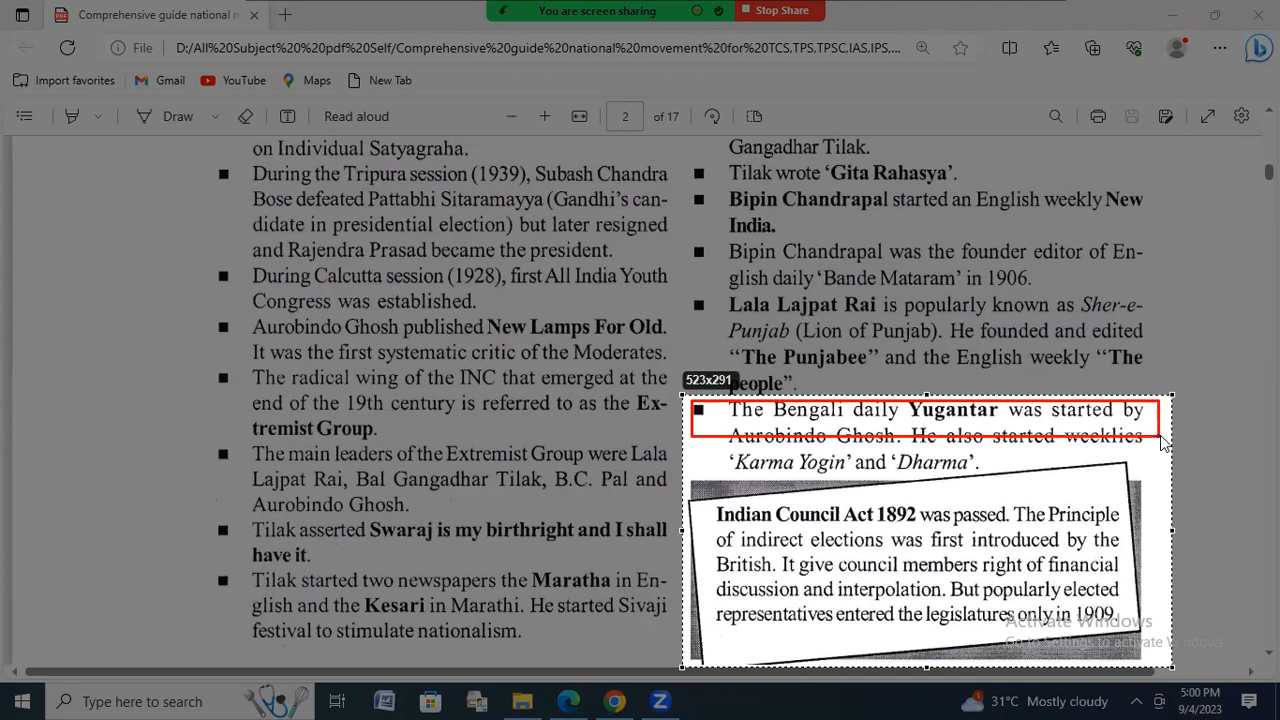 Comprehensive guide national m
You are screen sharing
Stop Share
File
D:/All%20Subject%20%20pdf%20Self/Comprehensive%20guide%20national%20movement%20for%20TCS,TPS,TPSC,IAS,IPS,...
Import favorites
Gmail
YouTube
Maps
New Tab
Draw
Read aloud
2
of 17
on Individual Satyagraha.
■ During the Tripura session (1939), Subash Chandra
Bose defeated Pattabhi Sitaramayya (Gandhi's can-
didate in presidential election) but later resigned
and Rajendra Prasad became the president.
■ During Calcutta session (1928), first All India Youth
Congress was established.
■ Aurobindo Ghosh published New Lamps For Old.
It was the first systematic critic of the Moderates.
■ The radical wing of the INC that emerged at the
end of the 19th century is referred to as the Ex-
tremist Group.
■ The main leaders of the Extremist Group were Lala
Lajpat Rai, Bal Gangadhar Tilak, B.C. Pal and
Aurobindo Ghosh.
■ Tilak asserted Swaraj is my birthright and I shall
have it.
■ Tilak started two newspapers the Maratha in En-
glish and the Kesari in Marathi. He started Sivaji
festival to stimulate nationalism.
Gangadhar Tilak.
■ Tilak wrote 'Gita Rahasya'.
■ Bipin Chandrapal started an English weekly New
India.
■ Bipin Chandrapal was the founder editor of En-
glish daily 'Bande Mataram' in 1906.
■ Lala Lajpat Rai is popularly known as Sher-e-
Punjab (Lion of Punjab). He founded and edited
"The Punjabee" and the English weekly "The
people".
523x291
■ The Bengali daily Yugantar was started by
Aurobindo Ghosh. He also started weeklies
'Karma Yogin' and 'Dharma'.
Indian Council Act 1892 was passed. The Principle
of indirect elections was first introduced by the
British. It give council members right of financial
discussion and interpolation. But popularly elected
representatives entered the legislatures only in 1909.
Activate Windows
Go to Settings to activate Windows.
Type here to search
31°C Mostly cloudy
5:00 PM
9/4/2023